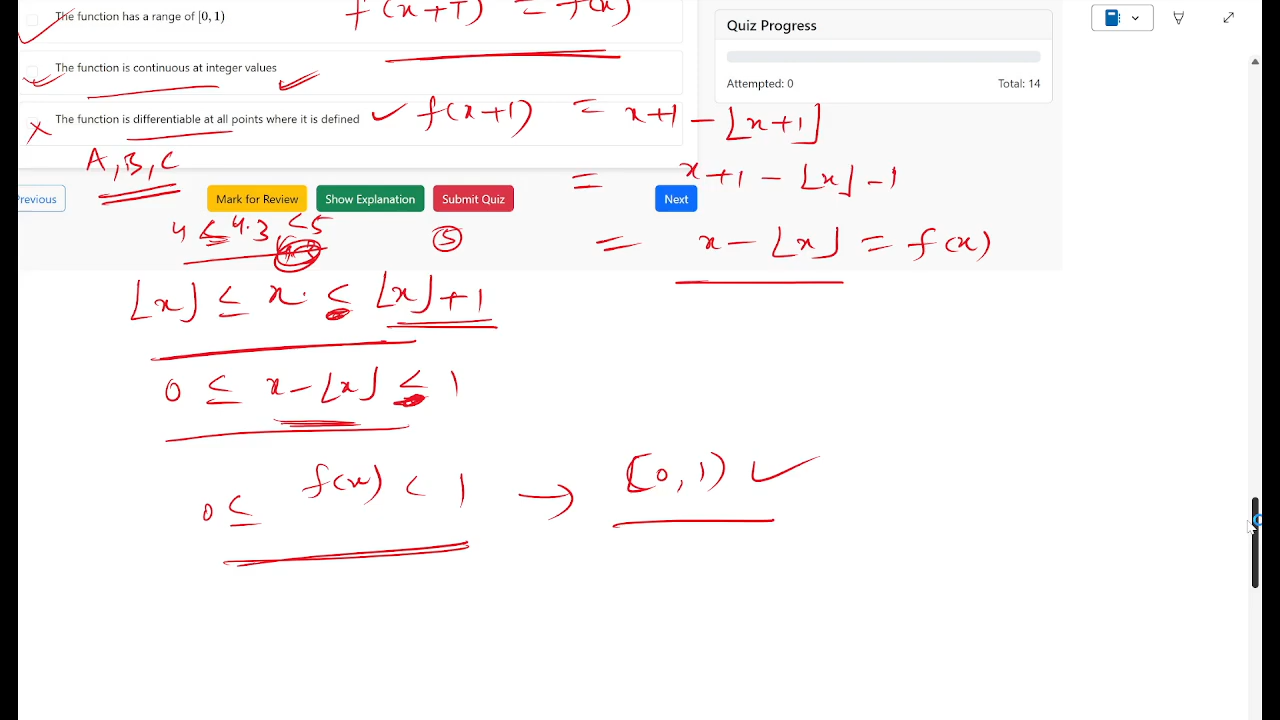 The function has a range of [0, 1)
f(x+T) = f(x)
Quiz Progress
The function is continuous at integer values
Attempted: 0 Total: 14
The function is differentiable at all points where it is defined
f(x+1) = x+1 - ⌊x+1⌋
A, B, C
= x+1 - ⌊x⌋ - 1
Previous Mark for Review Show Explanation Submit Quiz Next
4 ≤ 4.3 < 5
5
= x - ⌊x⌋ = f(x)
⌊x⌋ ≤ x ≤ ⌊x⌋ + 1
0 ≤ x - ⌊x⌋ ≤ 1
0 ≤ f(x) < 1 → [0, 1)